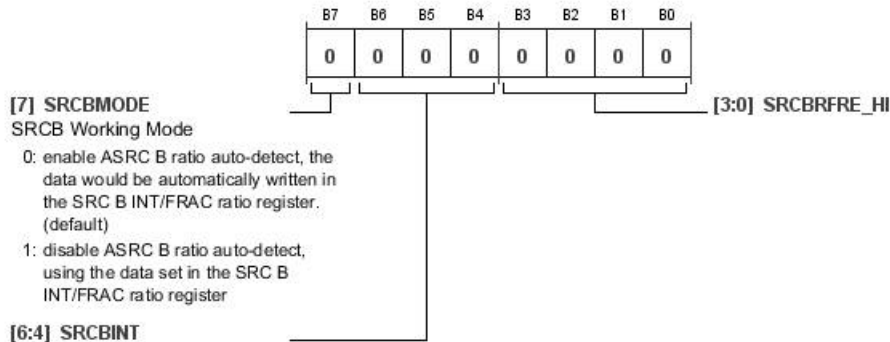 B7 B6 B5 B4 B3 B2 B1 B0
0 0 0 0 0 0 0 0
[7] SRCBMODE
[3:0] SRCBRFRE_HI
SRCB Working Mode
0: enable ASRC B ratio auto-detect, the
data would be automatically written in
the SRC B INT/FRAC ratio register.
(default)
1: disable ASRC B ratio auto-detect,
using the data set in the SRC B
INT/FRAC ratio register
[6:4] SRCBINT